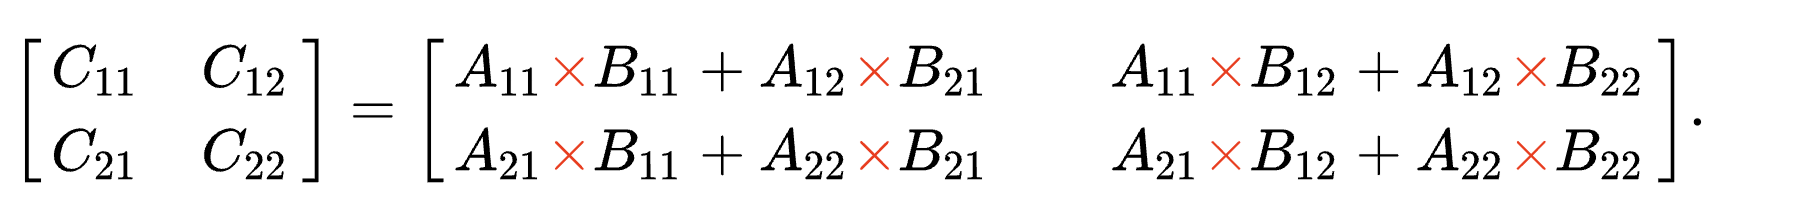 [C₁₁ C₁₂] = [A₁₁×B₁₁ + A₁₂×B₂₁ A₁₁×B₁₂ + A₁₂×B₂₂].
[C₂₁ C₂₂] [A₂₁×B₁₁ + A₂₂×B₂₁ A₂₁×B₁₂ + A₂₂×B₂₂]